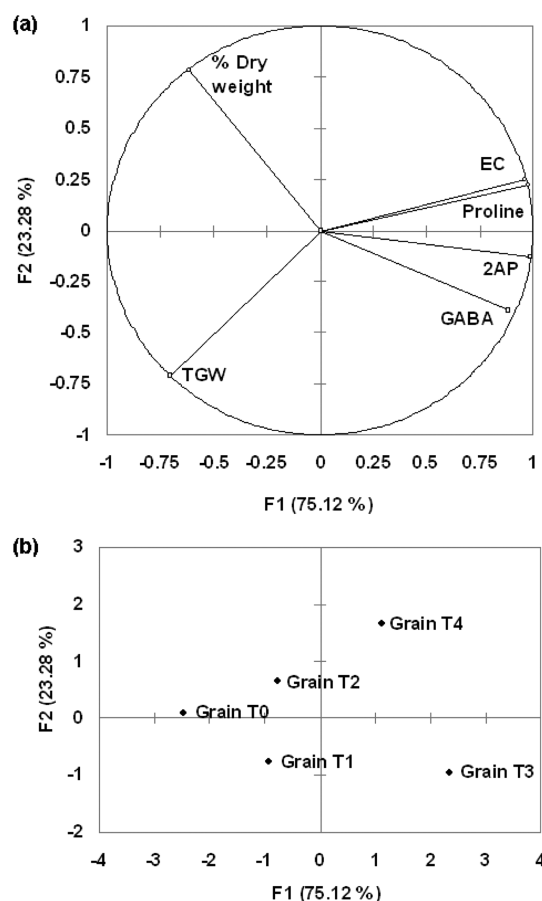 (a)
1
0.75
0.5
0.25
0
-0.25
-0.5
-0.75
-1
F2 (23.28 %)
% Dry
weight
EC
Proline
2AP
GABA
TGW
-1 -0.75 -0.5 -0.25 0 0.25 0.5 0.75 1
F1 (75.12 %)
(b)
3
2
1
0
-1
-2
F2 (23.28 %)
Grain T4
Grain T2
Grain T0
Grain T1
Grain T3
-4 -3 -2 -1 0 1 2 3 4
F1 (75.12 %)